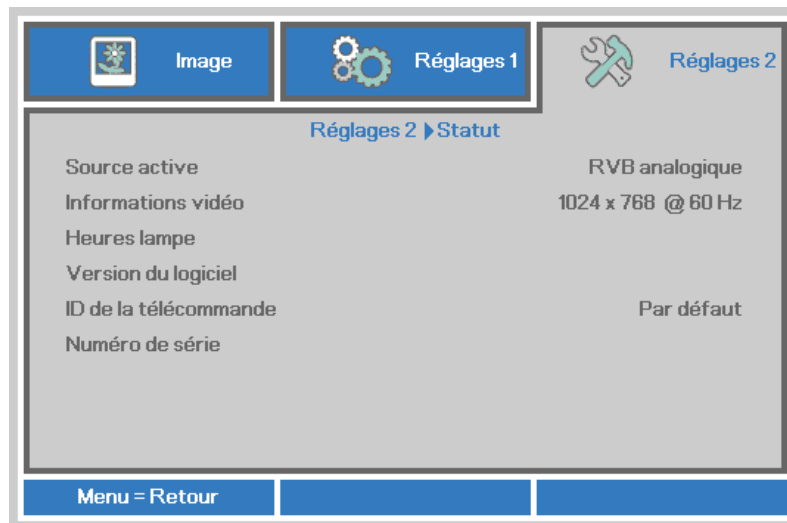 Image Réglages 1 Réglages 2
Réglages 2 ▶ Statut
Source active RVB analogique
Informations vidéo 1024 x 768 @ 60 Hz
Heures lampe
Version du logiciel
ID de la télécommande Par défaut
Numéro de série
Menu = Retour